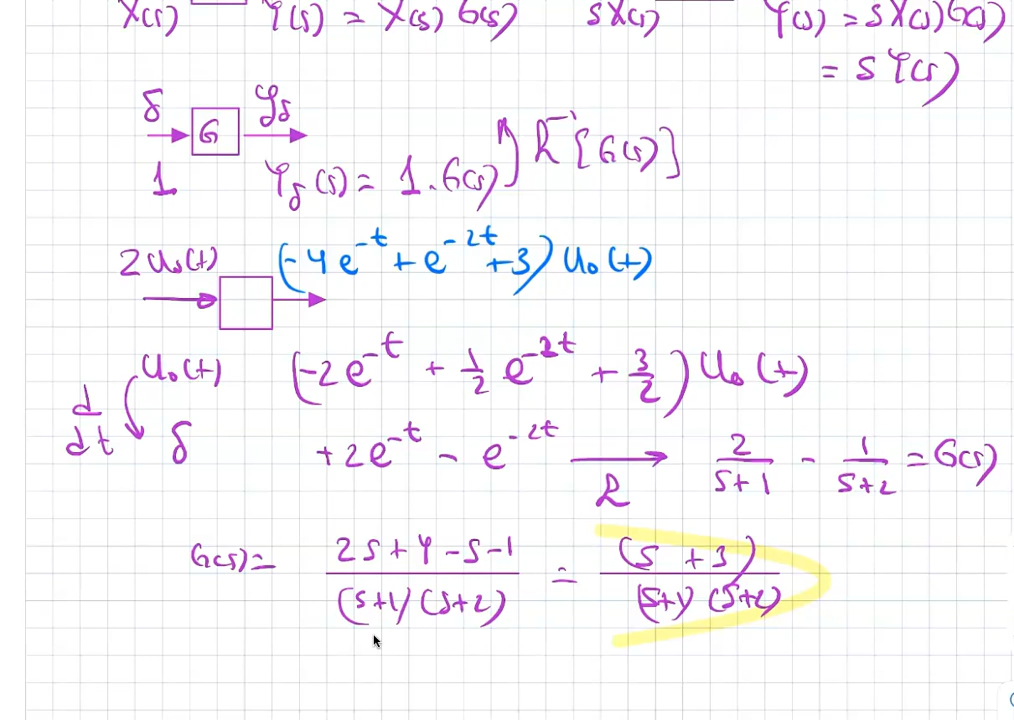 X(s) Y(s) = X(s) G(s) sX(s) Y(s) = s X(s) G(s)
= s Y(s)
δ G yδ
1 Yδ(s) = 1.G(s) L⁻¹[G(s)]
2u₀(t) (-4e^-t + e^-2t + 3) u₀(t)
u₀(t) (-2e^-t + 1/2 e^-2t + 3/2) u₀(t)
d/dt δ +2e^-t - e^-2t L 2/(s+1) - 1/(s+2) = G(s)
G(s) = (2s+4-s-1)/((s+1)(s+2)) = (s+3)/((s+1)(s+2))